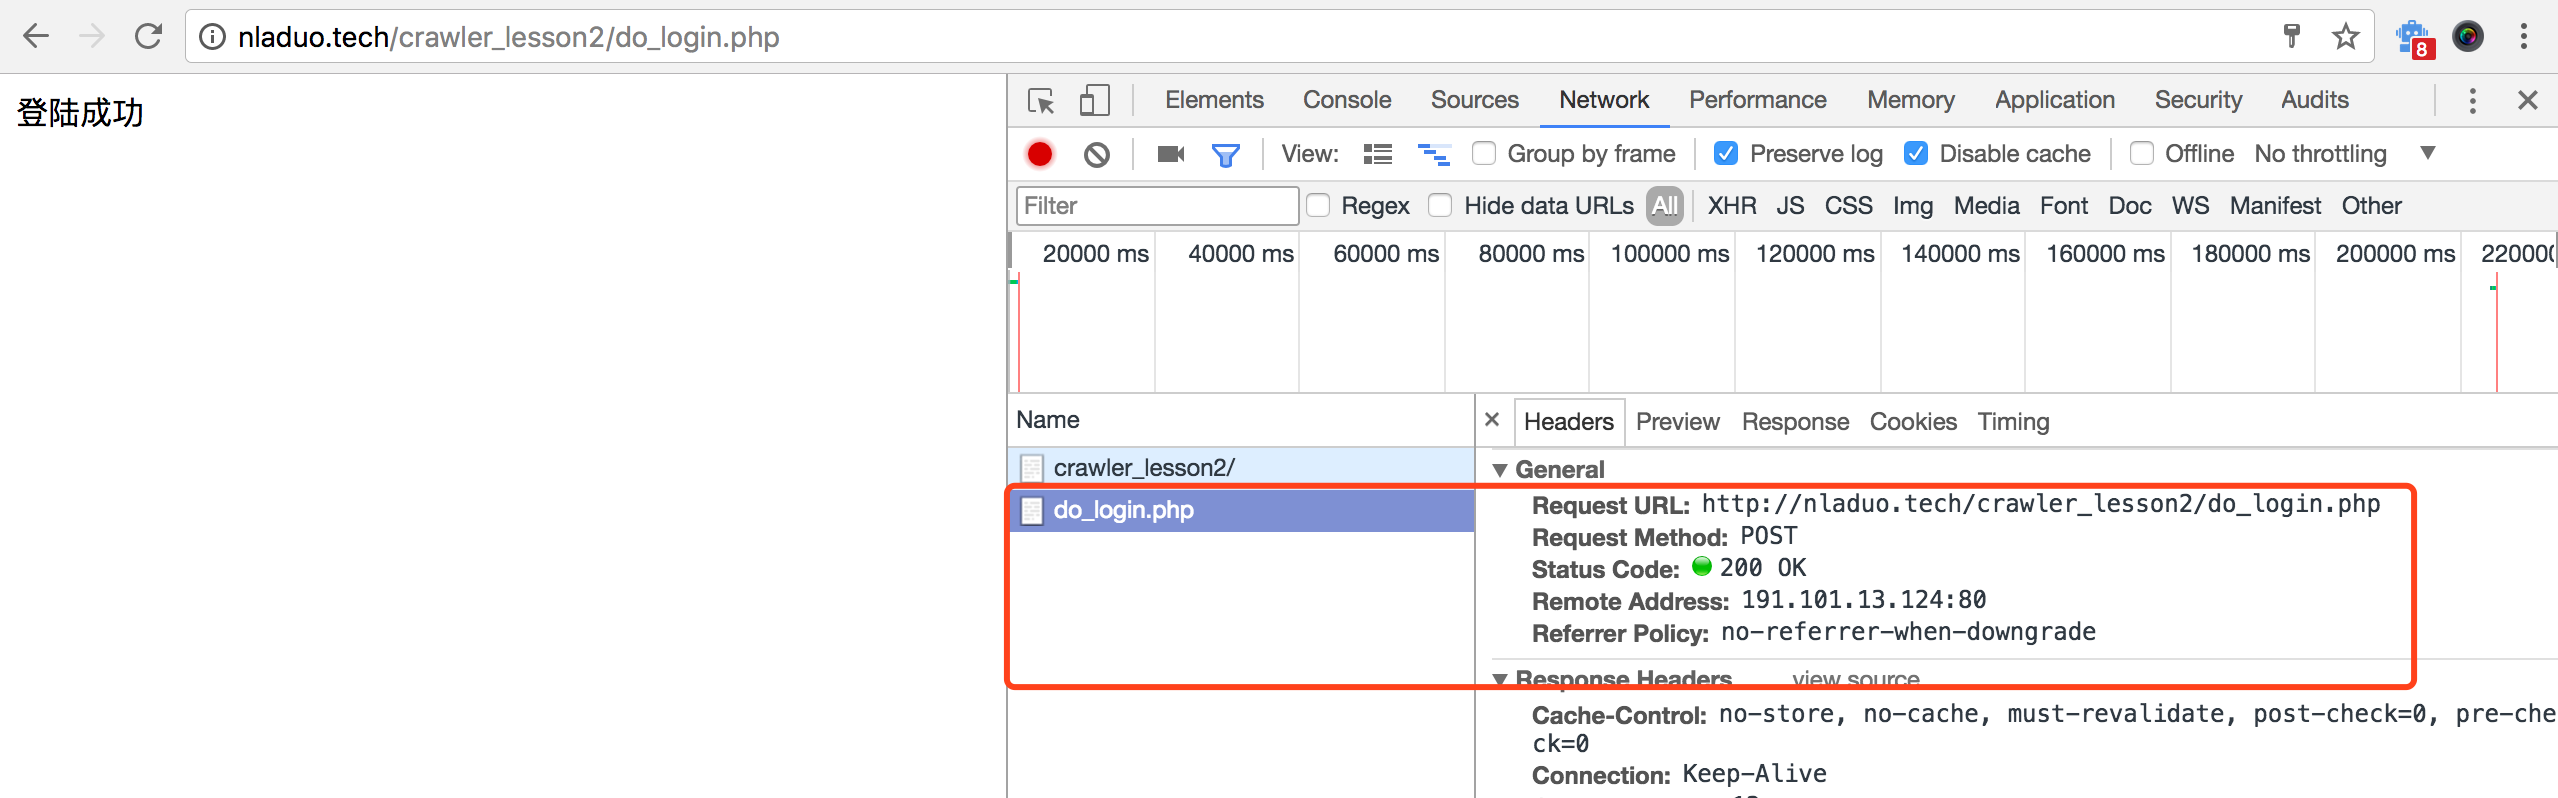 nladuo.tech/crawler_lesson2/do_login.php
8
登陆成功
Elements Console Sources Network Performance Memory Application Security Audits
View: Group by frame Preserve log Disable cache Offline No throttling
Filter Regex Hide data URLs All XHR JS CSS Img Media Font Doc WS Manifest Other
20000 ms 40000 ms 60000 ms 80000 ms 100000 ms 120000 ms 140000 ms 160000 ms 180000 ms 200000 ms
Name
crawler_lesson2/
do_login.php
Headers Preview Response Cookies Timing
General
Request URL: http://nladuo.tech/crawler_lesson2/do_login.php
Request Method: POST
Status Code: 200 OK
Remote Address: 191.101.13.124:80
Referrer Policy: no-referrer-when-downgrade
Response Headers view source
Cache-Control: no-store, no-cache, must-revalidate, post-check=0, pre-che
ck=0
Connection: Keep-Alive